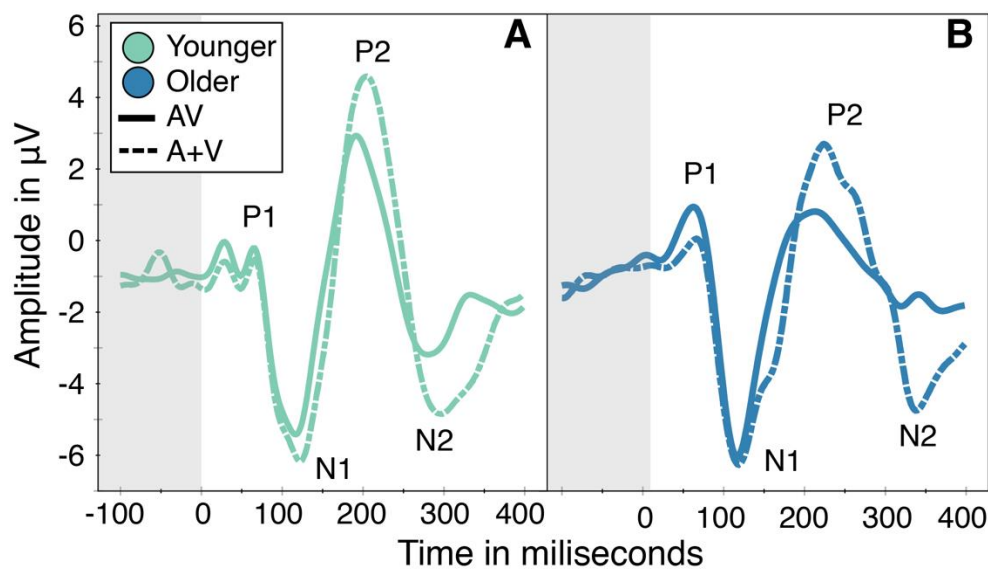 6
4
2
0
-2
-4
-6
Amplitude in µV
Younger
Older
AV
A+V
A
P1
P2
N1
N2
B
P1
P2
N1
N2
-100 0 100 200 300 400
0 100 200 300 400
Time in miliseconds